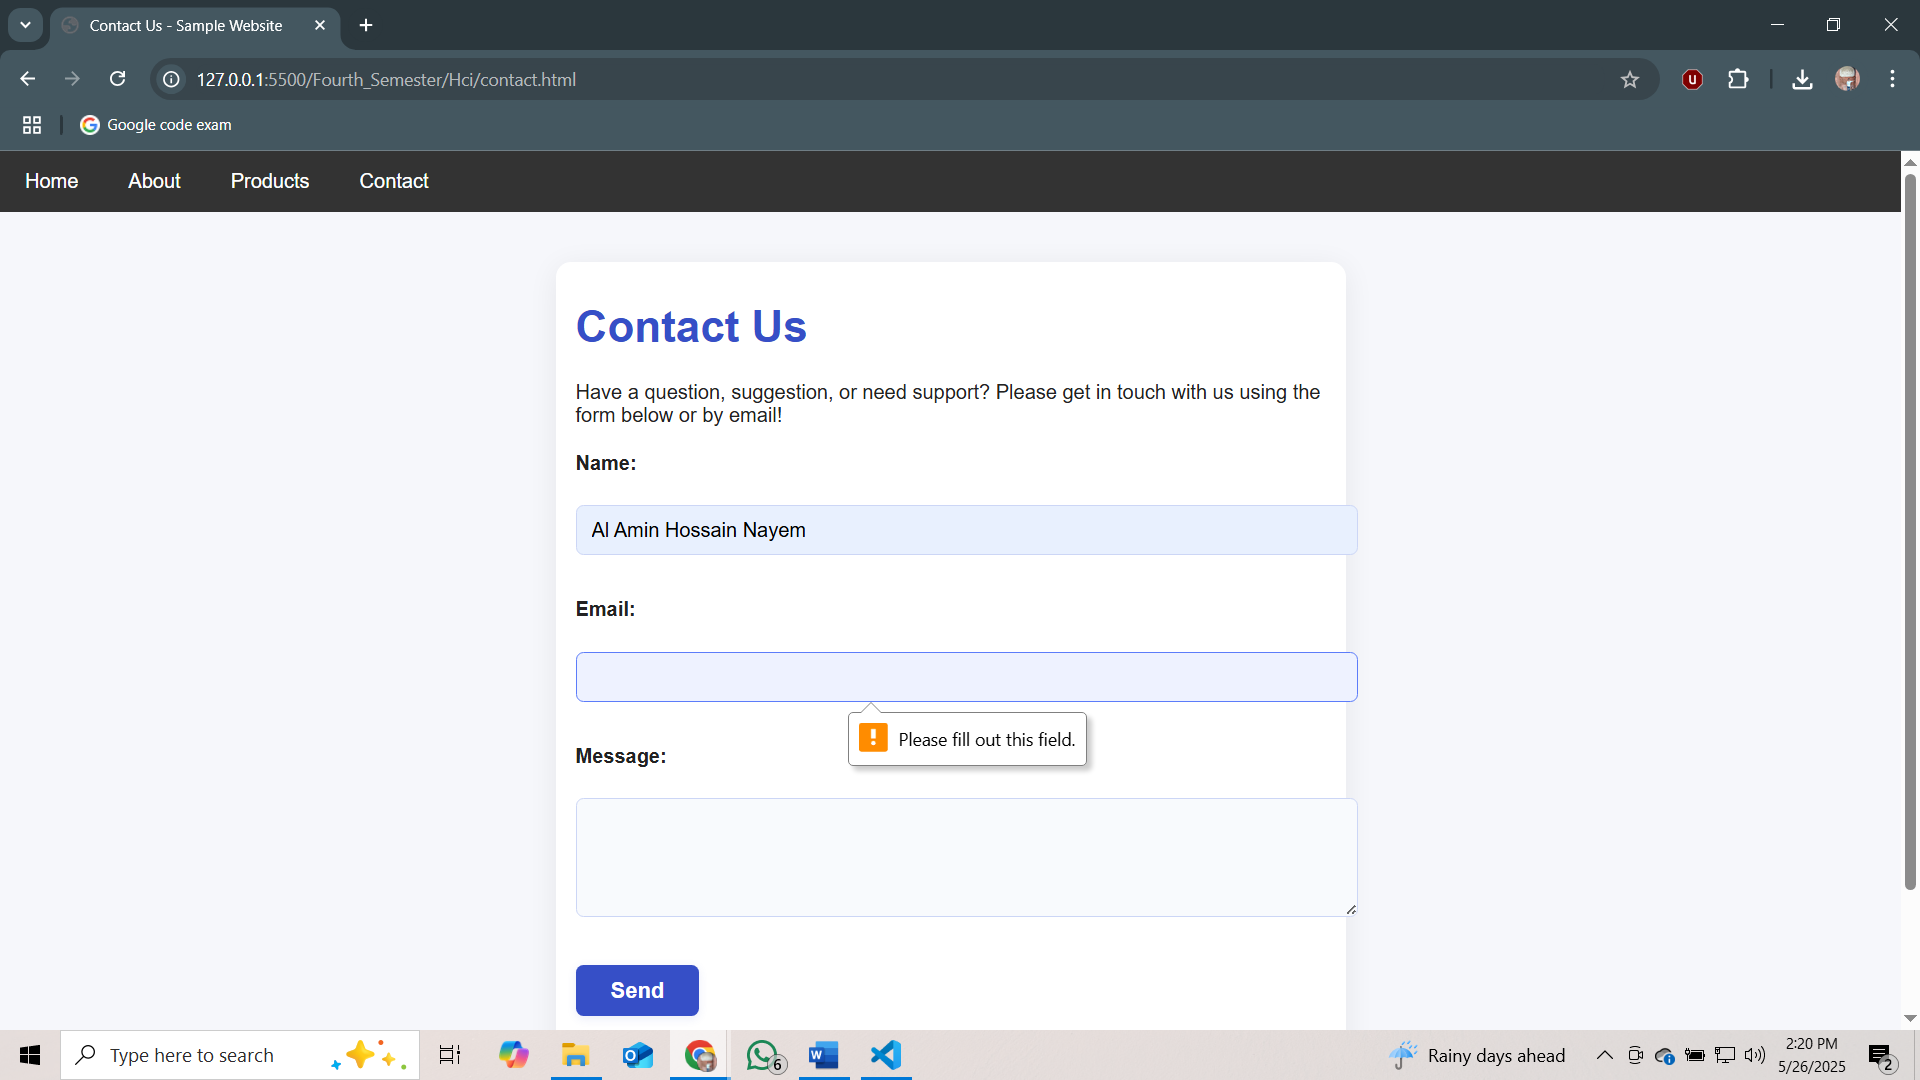 Contact Us - Sample Website
127.0.0.1:5500/Fourth_Semester/Hci/contact.html
Google code exam
Home About Products Contact
Contact Us
Have a question, suggestion, or need support? Please get in touch with us using the
form below or by email!
Name:
Al Amin Hossain Nayem
Email:
Please fill out this field.
Message:
Send
Type here to search
6
Rainy days ahead
2:20 PM
5/26/2025
2